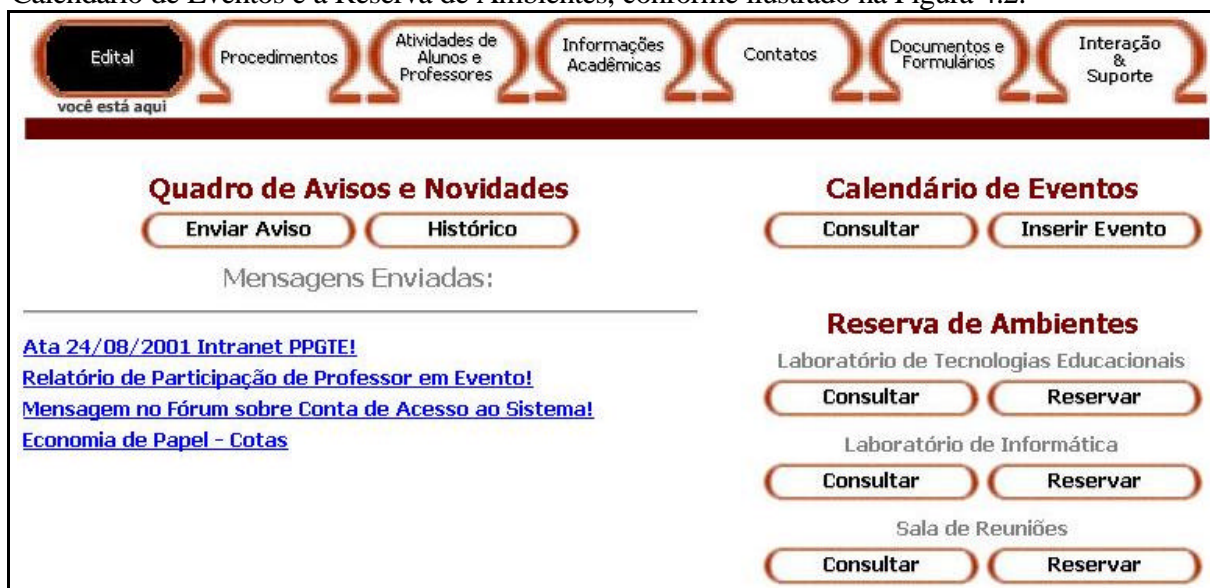 Calendário de Eventos e a Reserva de Ambientes, conforme ilustrado na Figura 4.2.
Edital
você está aqui
Procedimentos
Atividades de
Alunos e
Professores
Informações
Acadêmicas
Contatos
Documentos e
Formulários
Interação
&
Suporte
Quadro de Avisos e Novidades
Enviar Aviso
Histórico
Mensagens Enviadas:
Ata 24/08/2001 Intranet PPGTE!
Relatório de Participação de Professor em Evento!
Mensagem no Fórum sobre Conta de Acesso ao Sistema!
Economia de Papel - Cotas
Calendário de Eventos
Consultar
Inserir Evento
Reserva de Ambientes
Laboratório de Tecnologias Educacionais
Consultar
Reservar
Laboratório de Informática
Consultar
Reservar
Sala de Reuniões
Consultar
Reservar